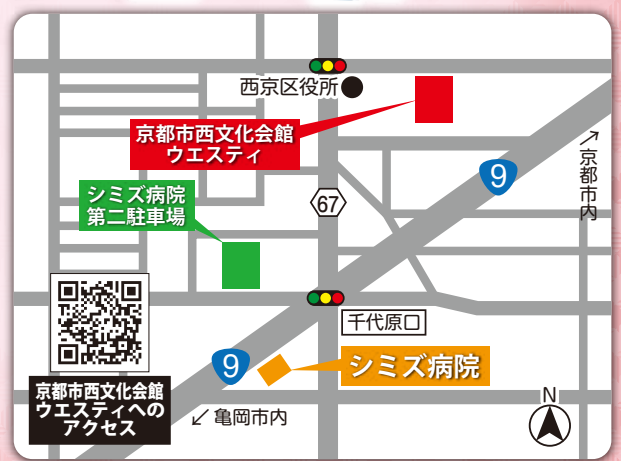 西京区役所
京都市西文化会館
ウエスティ
9
↗京都市内
シミズ病院
第二駐車場
67
千代原口
9
シミズ病院
京都市西文化会館
ウエスティへの
アクセス
↙亀岡市内
N